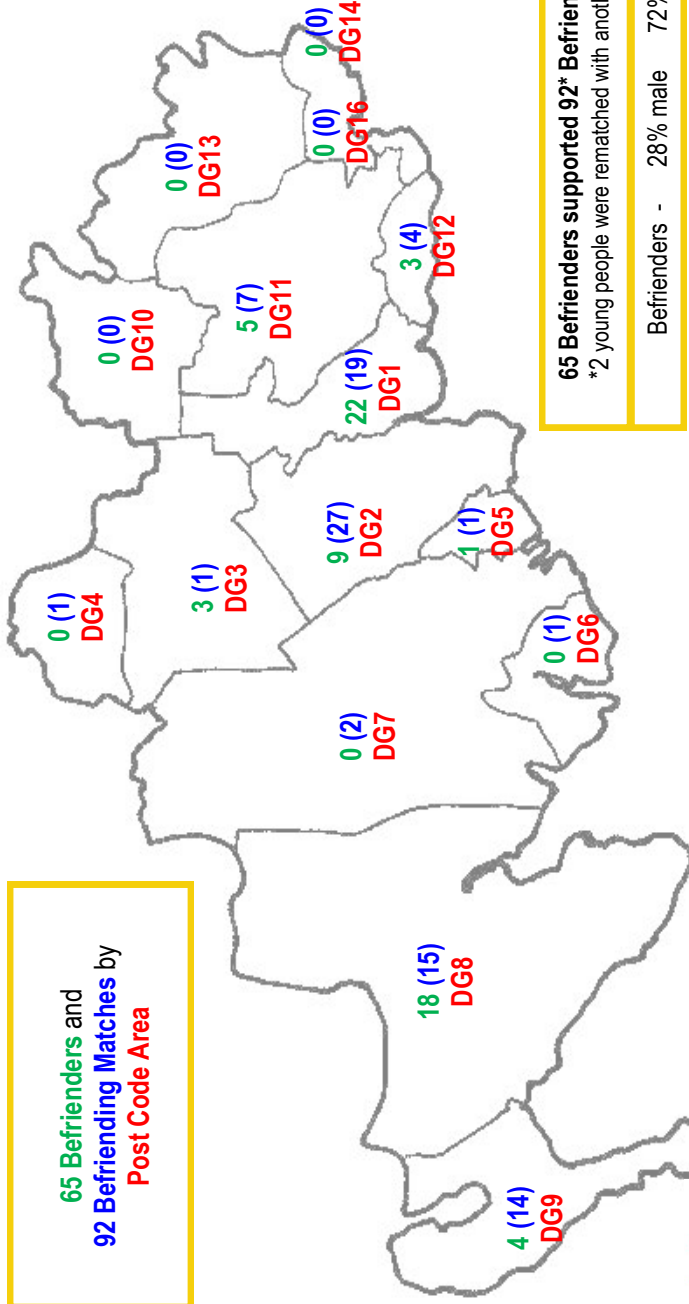 65 Befrienders and
92 Befriending Matches by
Post Code Area
0 (1)
DG4
3 (1)
DG3
0 (0)
DG10
0 (0)
DG13
5 (7)
DG11
0 (0)
DG16
0 (0)
DG14
22 (19)
DG1
3 (4)
DG12
9 (27)
DG2
1 (1)
DG5
0 (2)
DG7
0 (1)
DG6
18 (15)
DG8
4 (14)
DG9
65 Befrienders supported 92* Befrien
*2 young people were rematched with anoth
Befrienders - 28% male 72%